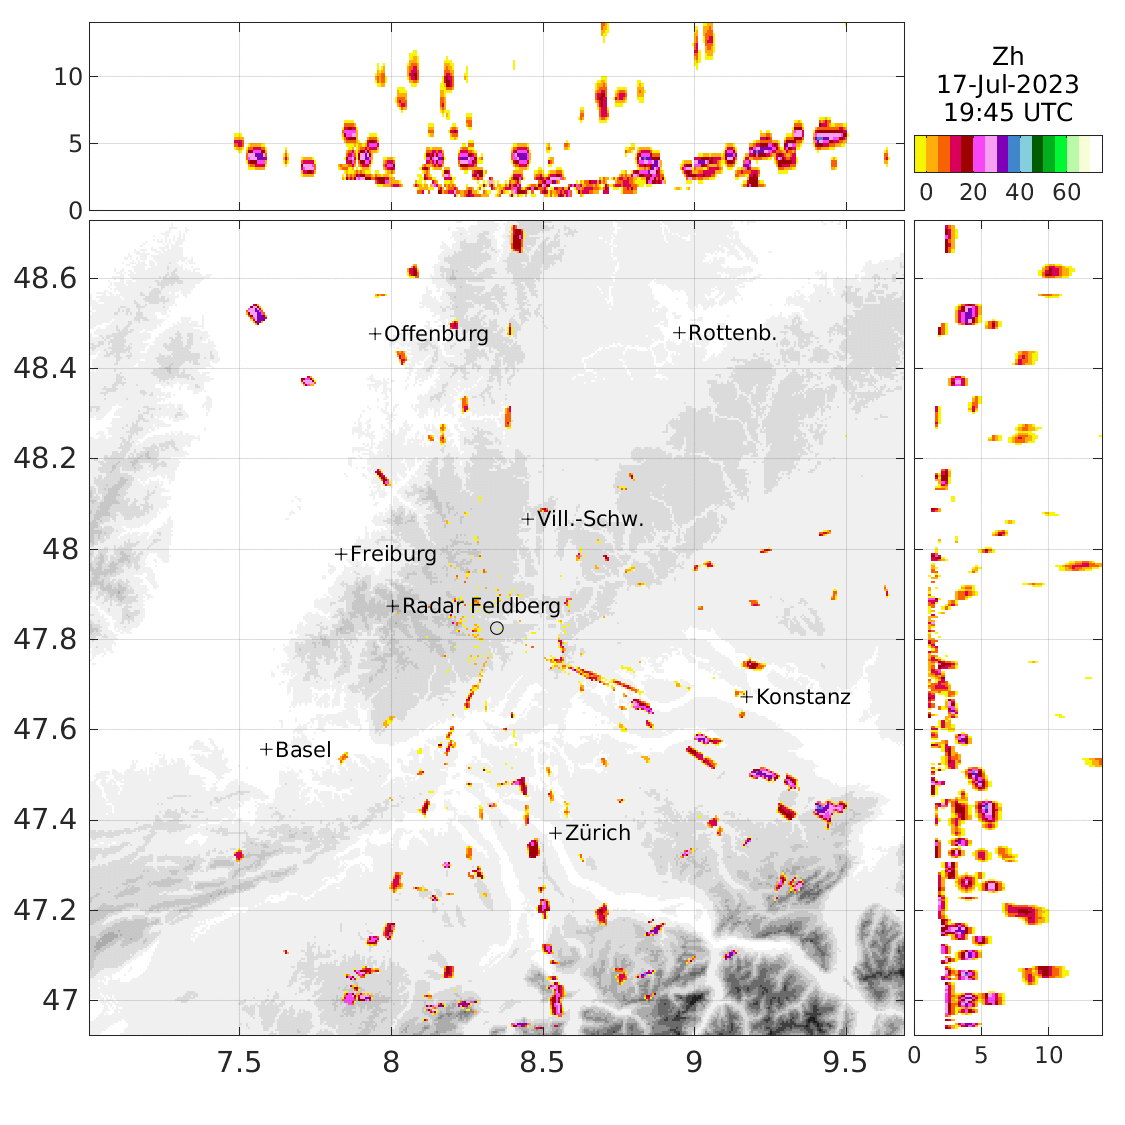 10
5
0
Zh
17-Jul-2023
19:45 UTC
0 20 40 60
48.6
48.4
48.2
48
47.8
47.6
47.4
47.2
47
+Offenburg
+Rottenb.
+Vill.-Schw.
+Freiburg
+Radar Feldberg
+Konstanz
+Basel
+Zürich
7.5 8 8.5 9 9.5
0 5 10